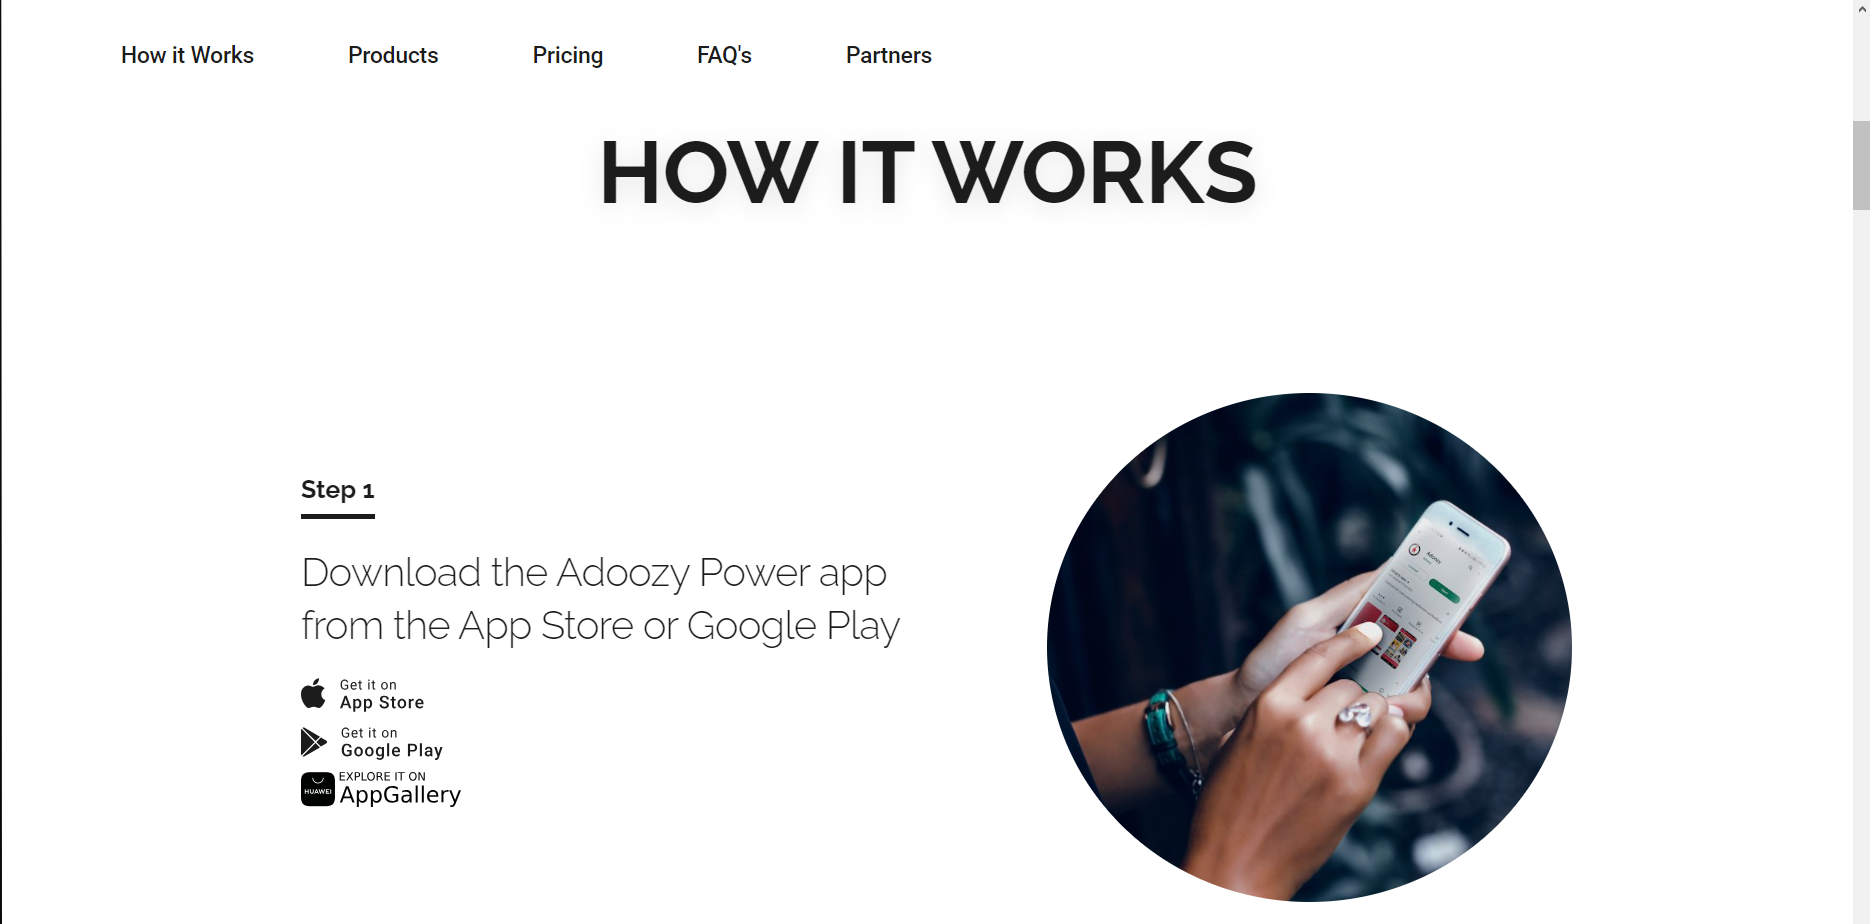 How it Works Products Pricing FAQ's Partners
HOW IT WORKS
Step 1
Download the Adoozy Power app
from the App Store or Google Play
Get it on
App Store
Get it on
Google Play
HUAWEI
EXPLORE IT ON
AppGallery
Adoozy